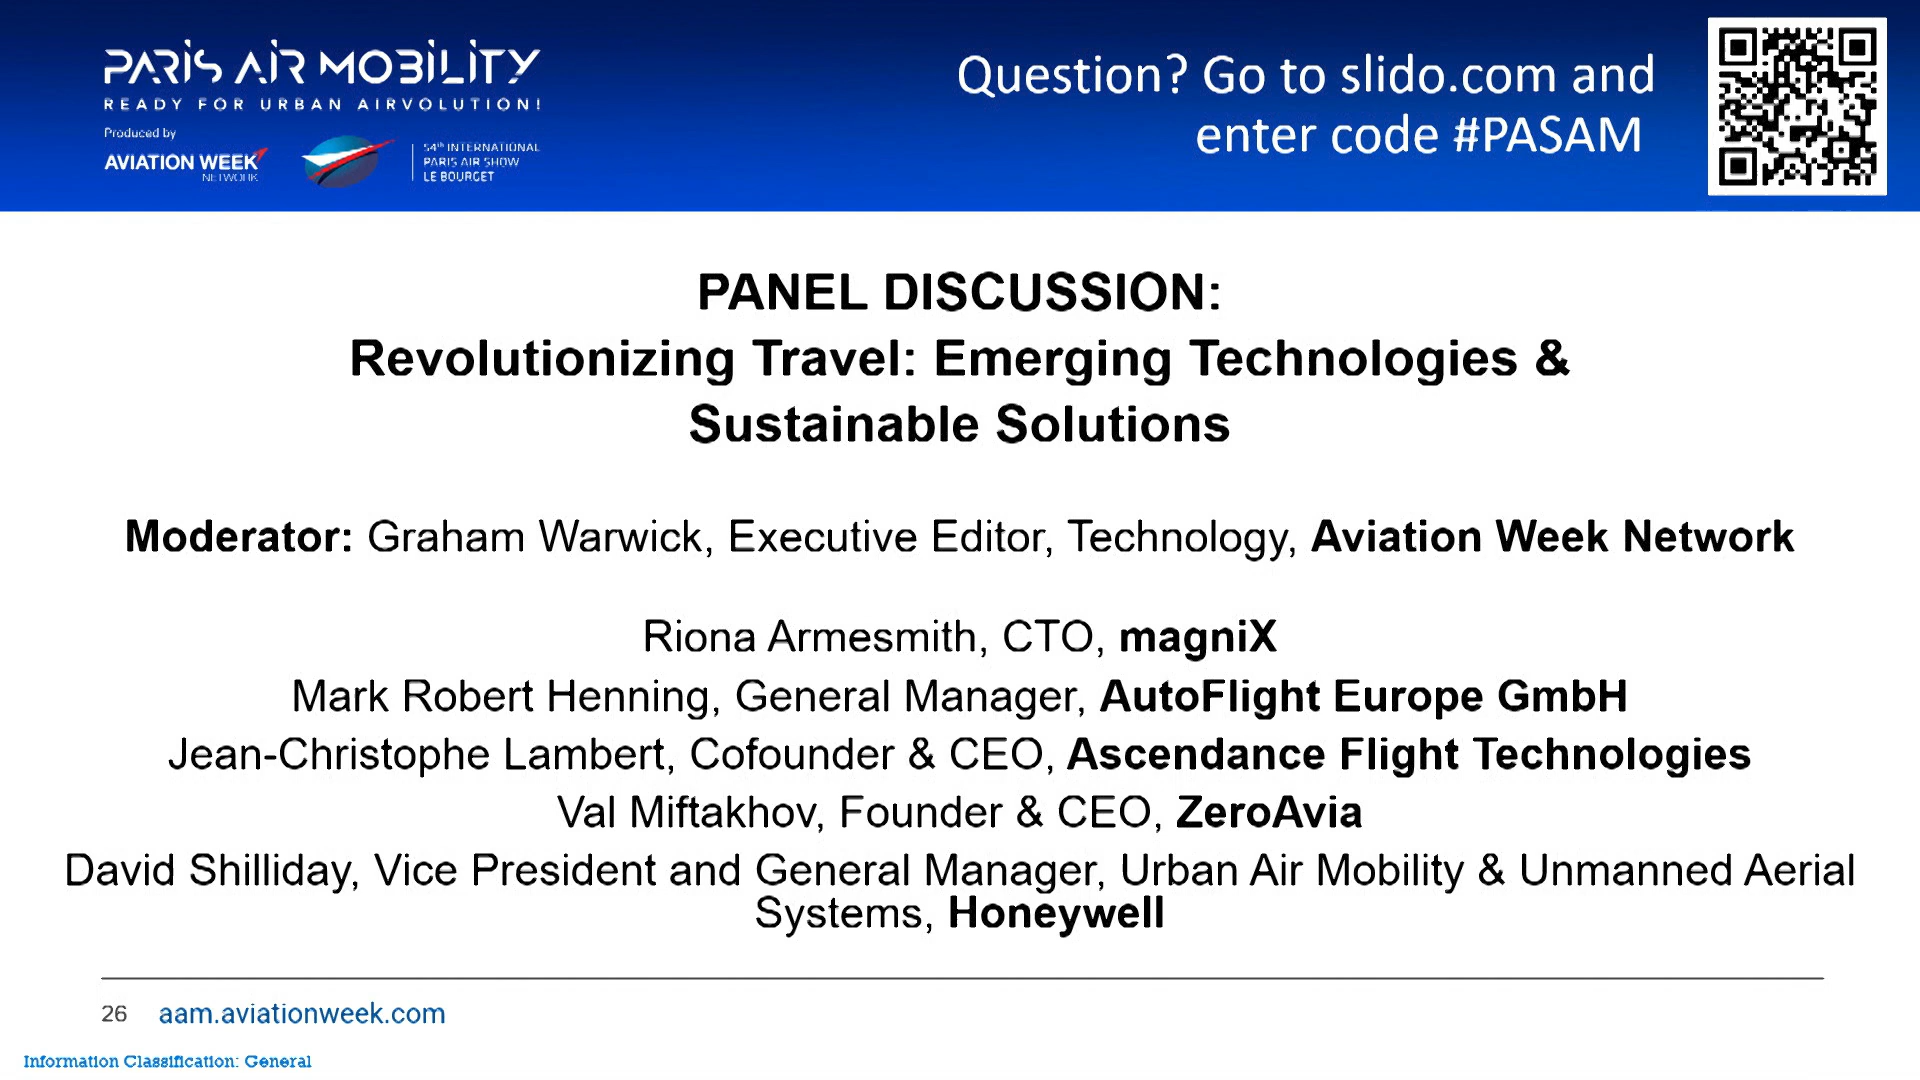 PARIS AIR MOBILITY
READY FOR URBAN AIRVOLUTION!
Produced by
AVIATION WEEK
NETWORK
54th INTERNATIONAL
PARIS AIR SHOW
LE BOURGET
Question? Go to slido.com and
enter code #PASAM
PANEL DISCUSSION:
Revolutionizing Travel: Emerging Technologies &
Sustainable Solutions
Moderator: Graham Warwick, Executive Editor, Technology, Aviation Week Network
Riona Armesmith, CTO, magniX
Mark Robert Henning, General Manager, AutoFlight Europe GmbH
Jean-Christophe Lambert, Cofounder & CEO, Ascendance Flight Technologies
Val Miftakhov, Founder & CEO, ZeroAvia
David Shilliday, Vice President and General Manager, Urban Air Mobility & Unmanned Aerial
Systems, Honeywell
26 aam.aviationweek.com
Information Classification: General